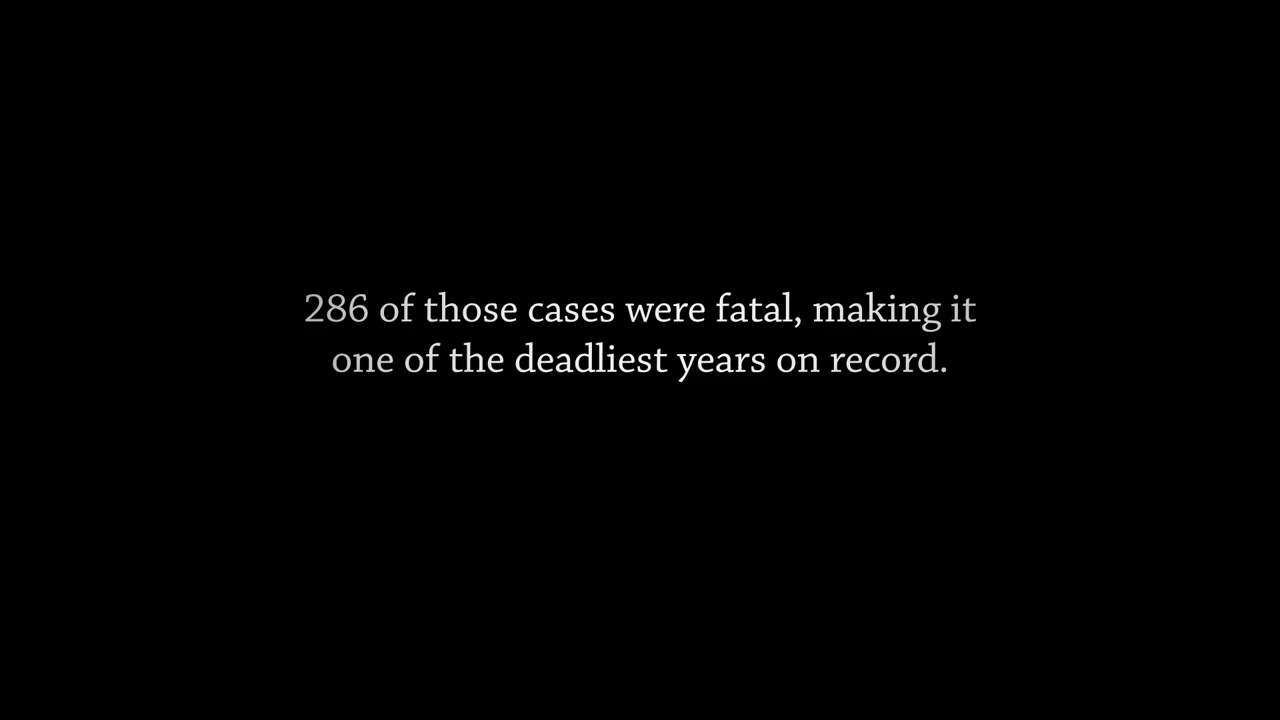 286 of those cases were fatal, making it
one of the deadliest years on record.